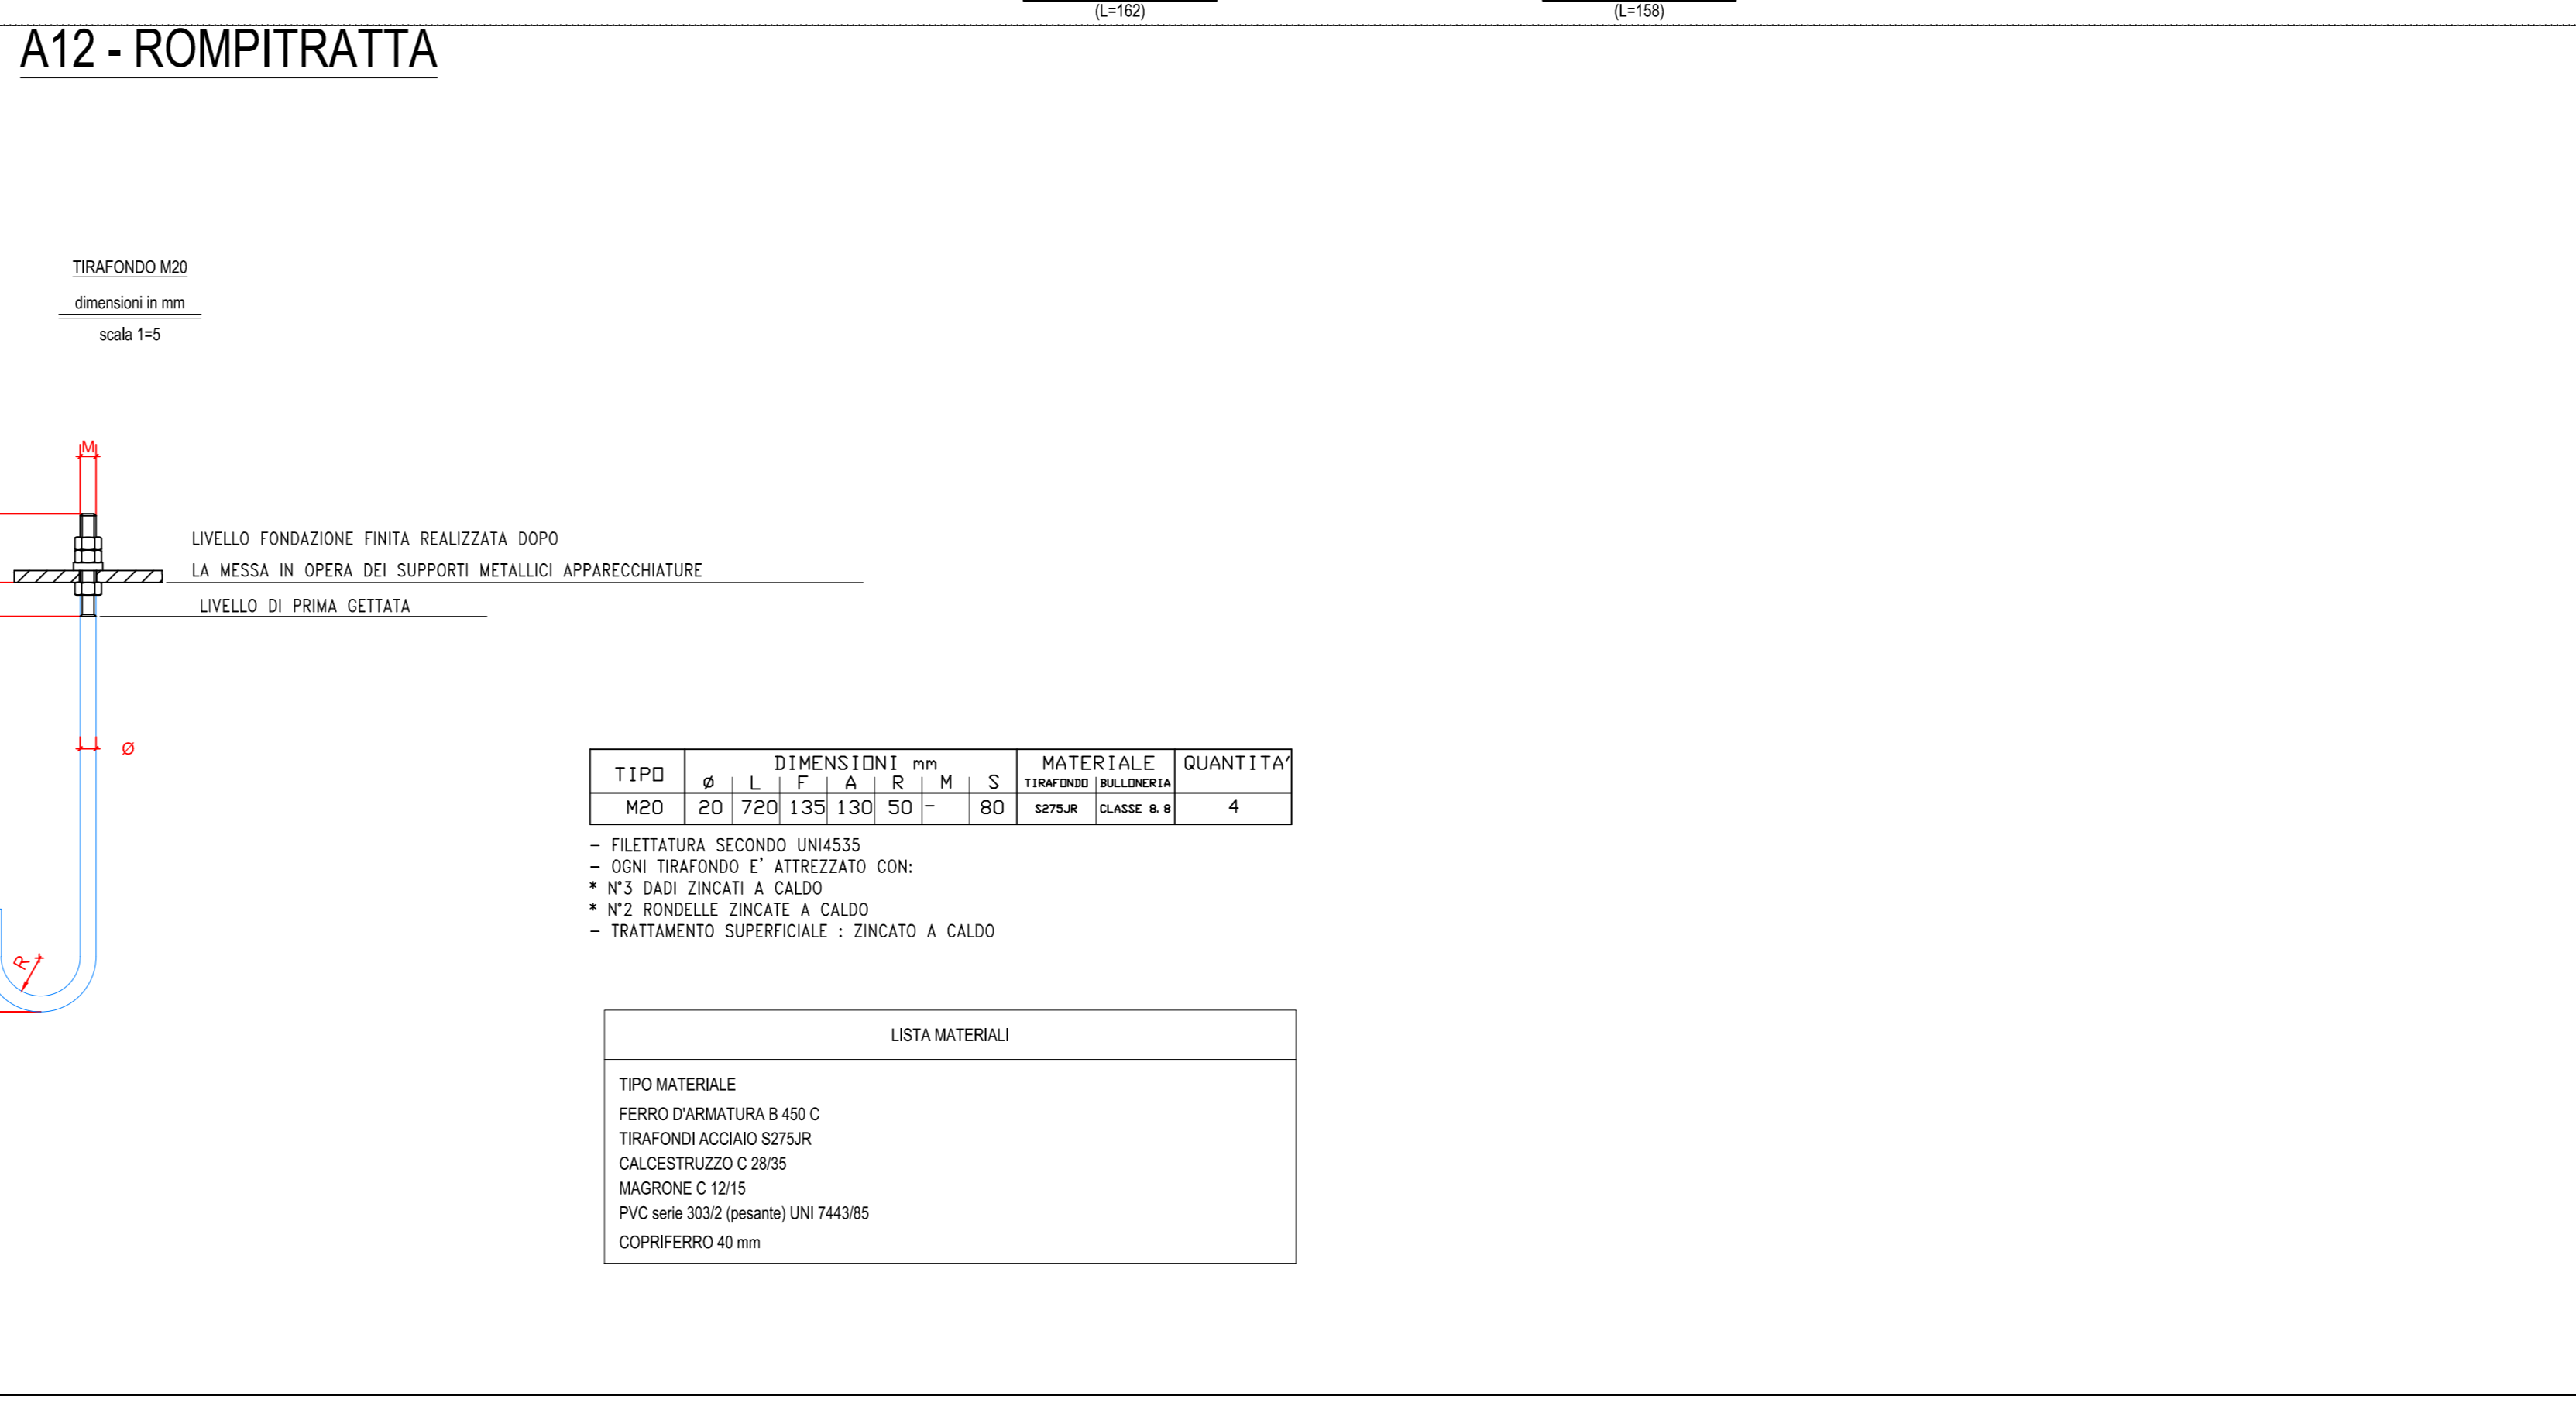 (L=162) (L=158)
A12 - ROMPITRATTA
TIRAFONDO M20
dimensioni in mm
scala 1=5
M
LIVELLO FONDAZIONE FINITA REALIZZATA DOPO
LA MESSA IN OPERA DEI SUPPORTI METALLICI APPARECCHIATURE
LIVELLO DI PRIMA GETTATA
Ø
TIPO DIMENSIONI mm MATERIALE QUANTITA'
Ø L F A R M S TIRAFONDO BULLONERIA
M20 20 720 135 130 50 - 80 S275JR CLASSE 8.8 4
- FILETTATURA SECONDO UNI4535
- OGNI TIRAFONDO E' ATTREZZATO CON:
* N°3 DADI ZINCATI A CALDO
* N°2 RONDELLE ZINCATE A CALDO
- TRATTAMENTO SUPERFICIALE : ZINCATO A CALDO
R
LISTA MATERIALI
TIPO MATERIALE
FERRO D'ARMATURA B 450 C
TIRAFONDI ACCIAIO S275JR
CALCESTRUZZO C 28/35
MAGRONE C 12/15
PVC serie 303/2 (pesante) UNI 7443/85
COPRIFERRO 40 mm